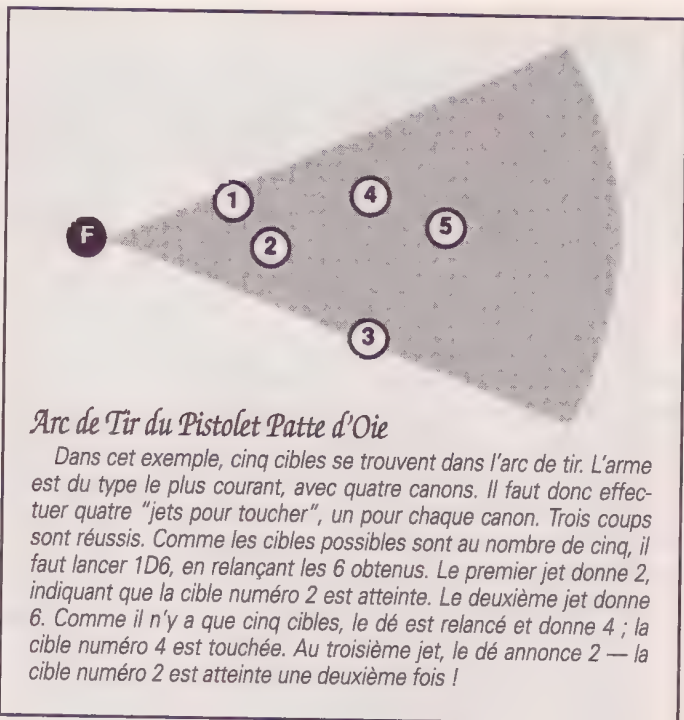 F
1
4
2
5
3
Arc de Tir du Pistolet Patte d'Oie
Dans cet exemple, cinq cibles se trouvent dans l'arc de tir. L'arme
est du type le plus courant, avec quatre canons. Il faut donc effec-
tuer quatre "jets pour toucher", un pour chaque canon. Trois coups
sont réussis. Comme les cibles possibles sont au nombre de cinq, il
faut lancer 1D6, en relançant les 6 obtenus. Le premier jet donne 2,
indiquant que la cible numéro 2 est atteinte. Le deuxième jet donne
6. Comme il n'y a que cinq cibles, le dé est relancé et donne 4 ; la
cible numéro 4 est touchée. Au troisième jet, le dé annonce 2 — la
cible numéro 2 est atteinte une deuxième fois !